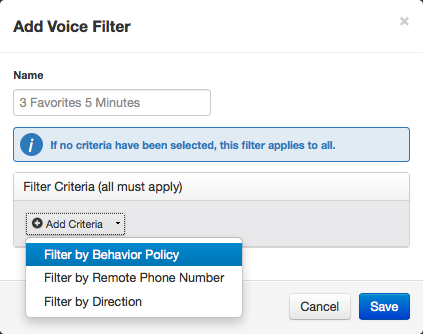 Add Voice Filter
×
Name
3 Favorites 5 Minutes
i If no criteria have been selected, this filter applies to all.
Filter Criteria (all must apply)
Add Criteria
Filter by Behavior Policy
Filter by Remote Phone Number
Filter by Direction
Cancel Save